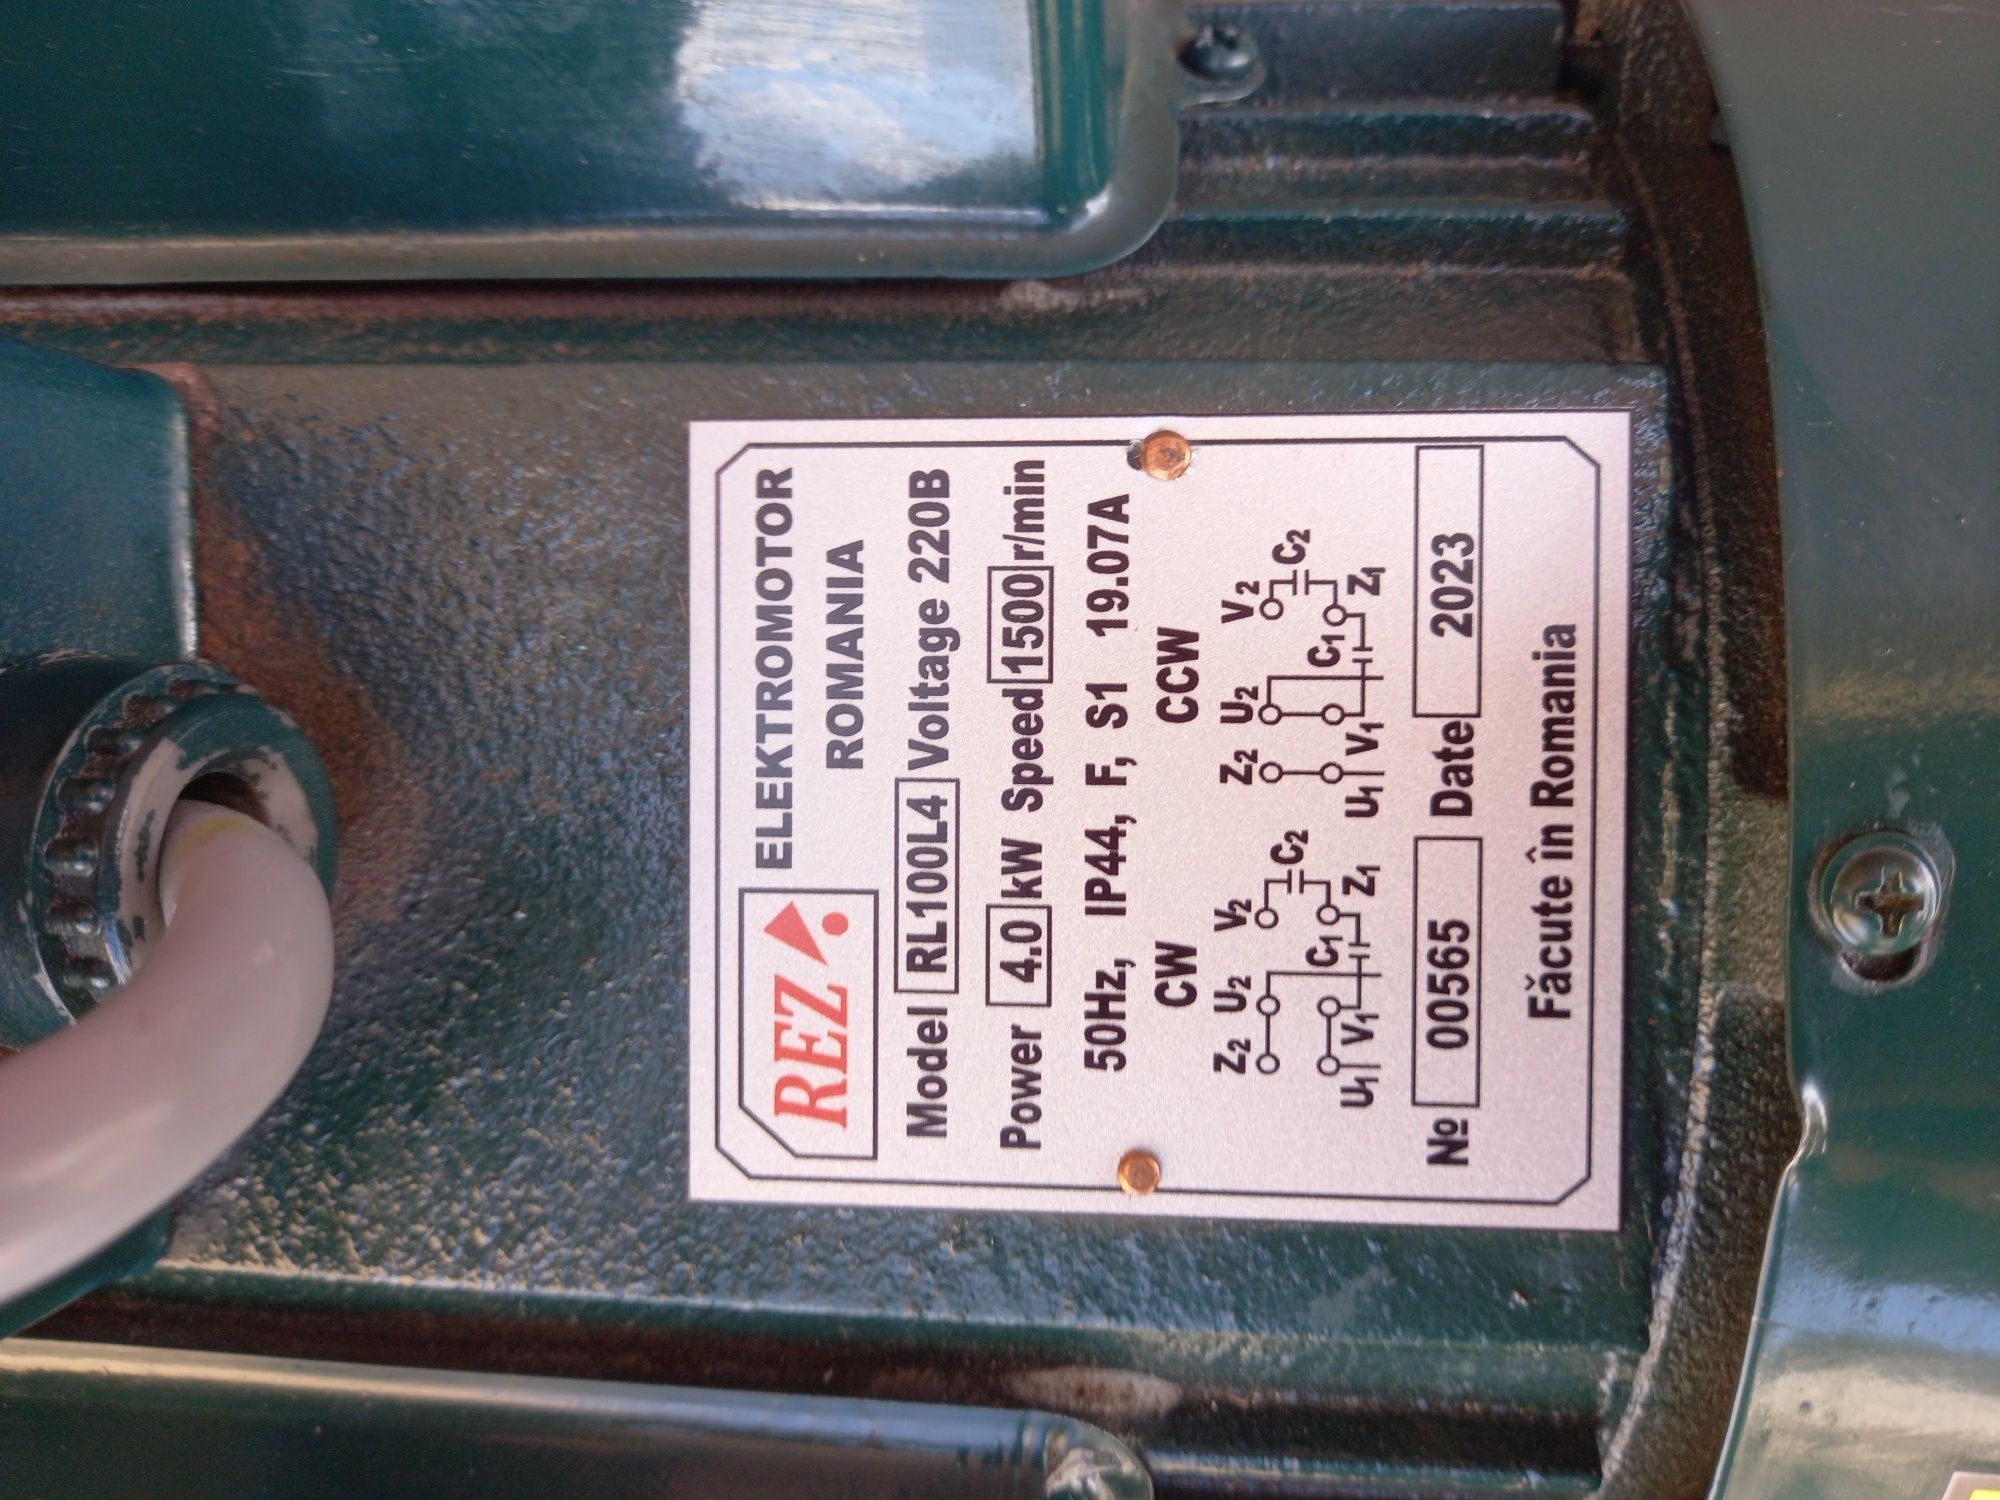 REZ ELEKTROMOTOR
ROMANIA
Model RL100L4 Voltage 220B
Power 4.0 kW Speed 1500 r/min
50Hz, IP44, F, S1 19.07A
CW CCW
Z2 U2 V2 Z2 U2 V2
C1 C2 C1 C2
U1 V1 Z1 U1 V1 Z1
№ 00565 Date 2023
Făcute în Romania